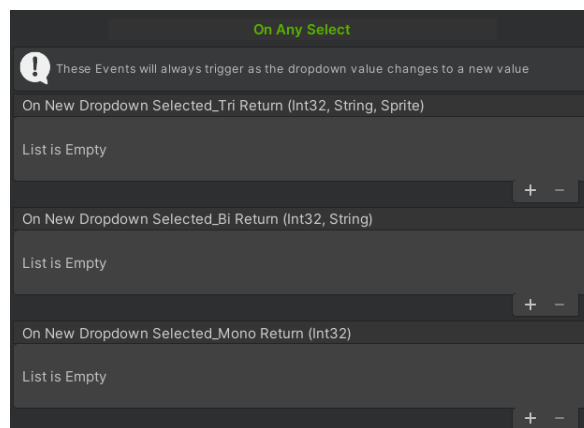 On Any Select
These Events will always trigger as the dropdown value changes to a new value
On New Dropdown Selected_Tri Return (Int32, String, Sprite)
List is Empty
+ −
On New Dropdown Selected_Bi Return (Int32, String)
List is Empty
+ −
On New Dropdown Selected_Mono Return (Int32)
List is Empty
+ −